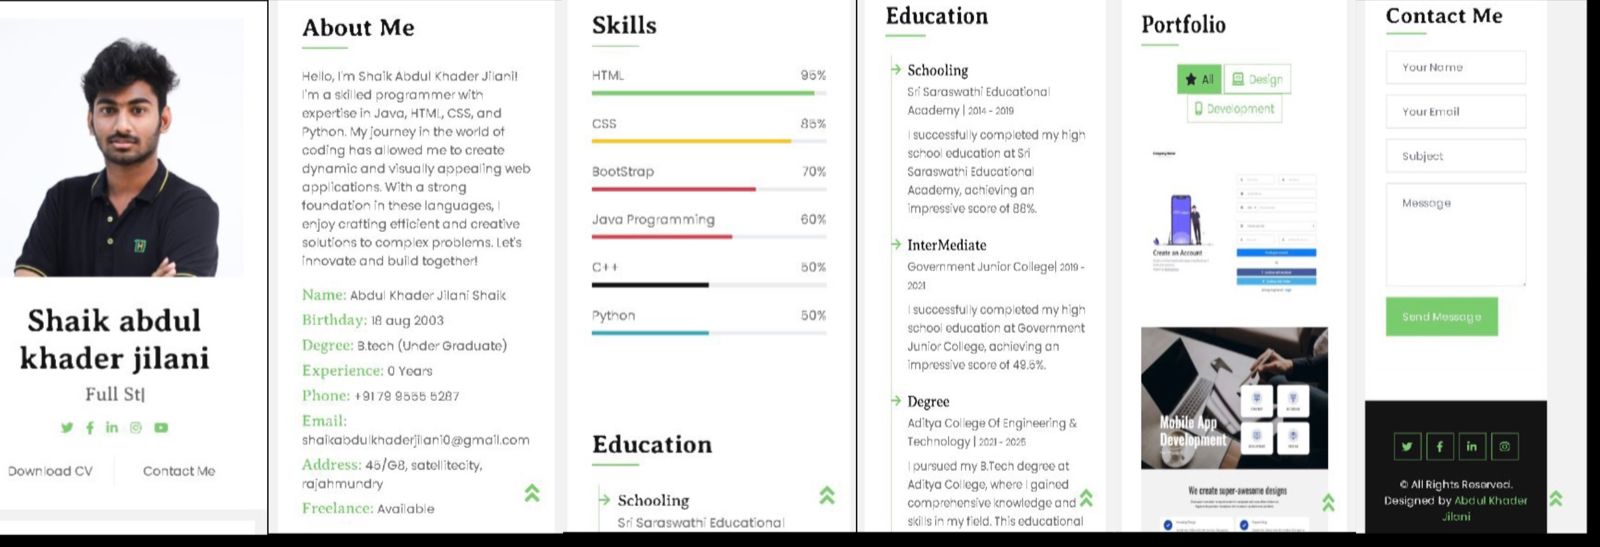 Shaik abdul
khader jilani
Full St|
Download CV
Contact Me
About Me
Hello, I'm Shaik Abdul Khader Jilani!
I'm a skilled programmer with
expertise in Java, HTML, CSS, and
Python. My journey in the world of
coding has allowed me to create
dynamic and visually appealing web
applications. With a strong
foundation in these languages, I
enjoy crafting efficient and creative
solutions to complex problems. Let's
innovate and build together!
Name: Abdul Khader Jilani Shaik
Birthday: 18 aug 2003
Degree: B.tech (Under Graduate)
Experience: 0 Years
Phone: +91 79 9555 5287
Email:
shaikabdulkhaderjilani0@gmail.com
Address: 45/G8, satellitecity,
rajahmundry
Freelance: Available
Skills
HTML 95%
CSS 85%
BootStrap 70%
Java Programming 60%
C++ 50%
Python 50%
Education
Schooling
Sri Saraswathi Educational
Education
Schooling
Sri Saraswathi Educational
Academy | 2014 - 2019
I successfully completed my high
school education at Sri
Saraswathi Educational
Academy, achieving an
impressive score of 86%.
InterMediate
Government Junior College| 2019 -
2021
I successfully completed my high
school education at Government
Junior College, achieving an
impressive score of 49.5%.
Degree
Aditya College Of Engineering &
Technology | 2021 - 2025
I pursued my B.Tech degree at
Aditya College, where I gained
comprehensive knowledge and
skills in my field. This educational
Portfolio
All
Design
Development
Create an Account
Mobile App
Development
We create super-awesome designs
Contact Me
Your Name
Your Email
Subject
Message
Send Message
© All Rights Reserved.
Designed by Abdul Khader
Jilani